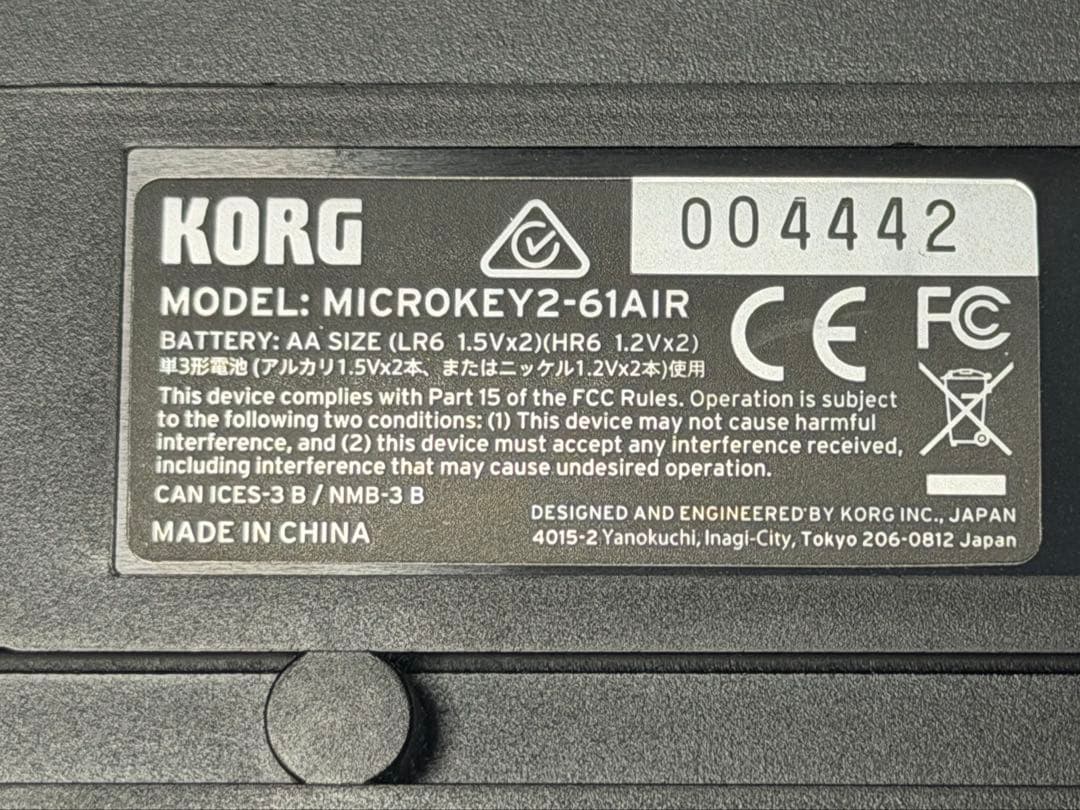 KORG
004442
MODEL: MICROKEY2-61AIR
BATTERY: AA SIZE (LR6 1.5Vx2)(HR6 1.2Vx2)
単3形電池 (アルカリ1.5Vx2本、またはニッケル1.2Vx2本)使用
CE FC
This device complies with Part 15 of the FCC Rules. Operation is subject
to the following two conditions: (1) This device may not cause harmful
interference, and (2) this device must accept any interference received,
including interference that may cause undesired operation.
CAN ICES-3 B / NMB-3 B
MADE IN CHINA
DESIGNED AND ENGINEERED BY KORG INC., JAPAN
4015-2 Yanokuchi, Inagi-City, Tokyo 206-0812 Japan